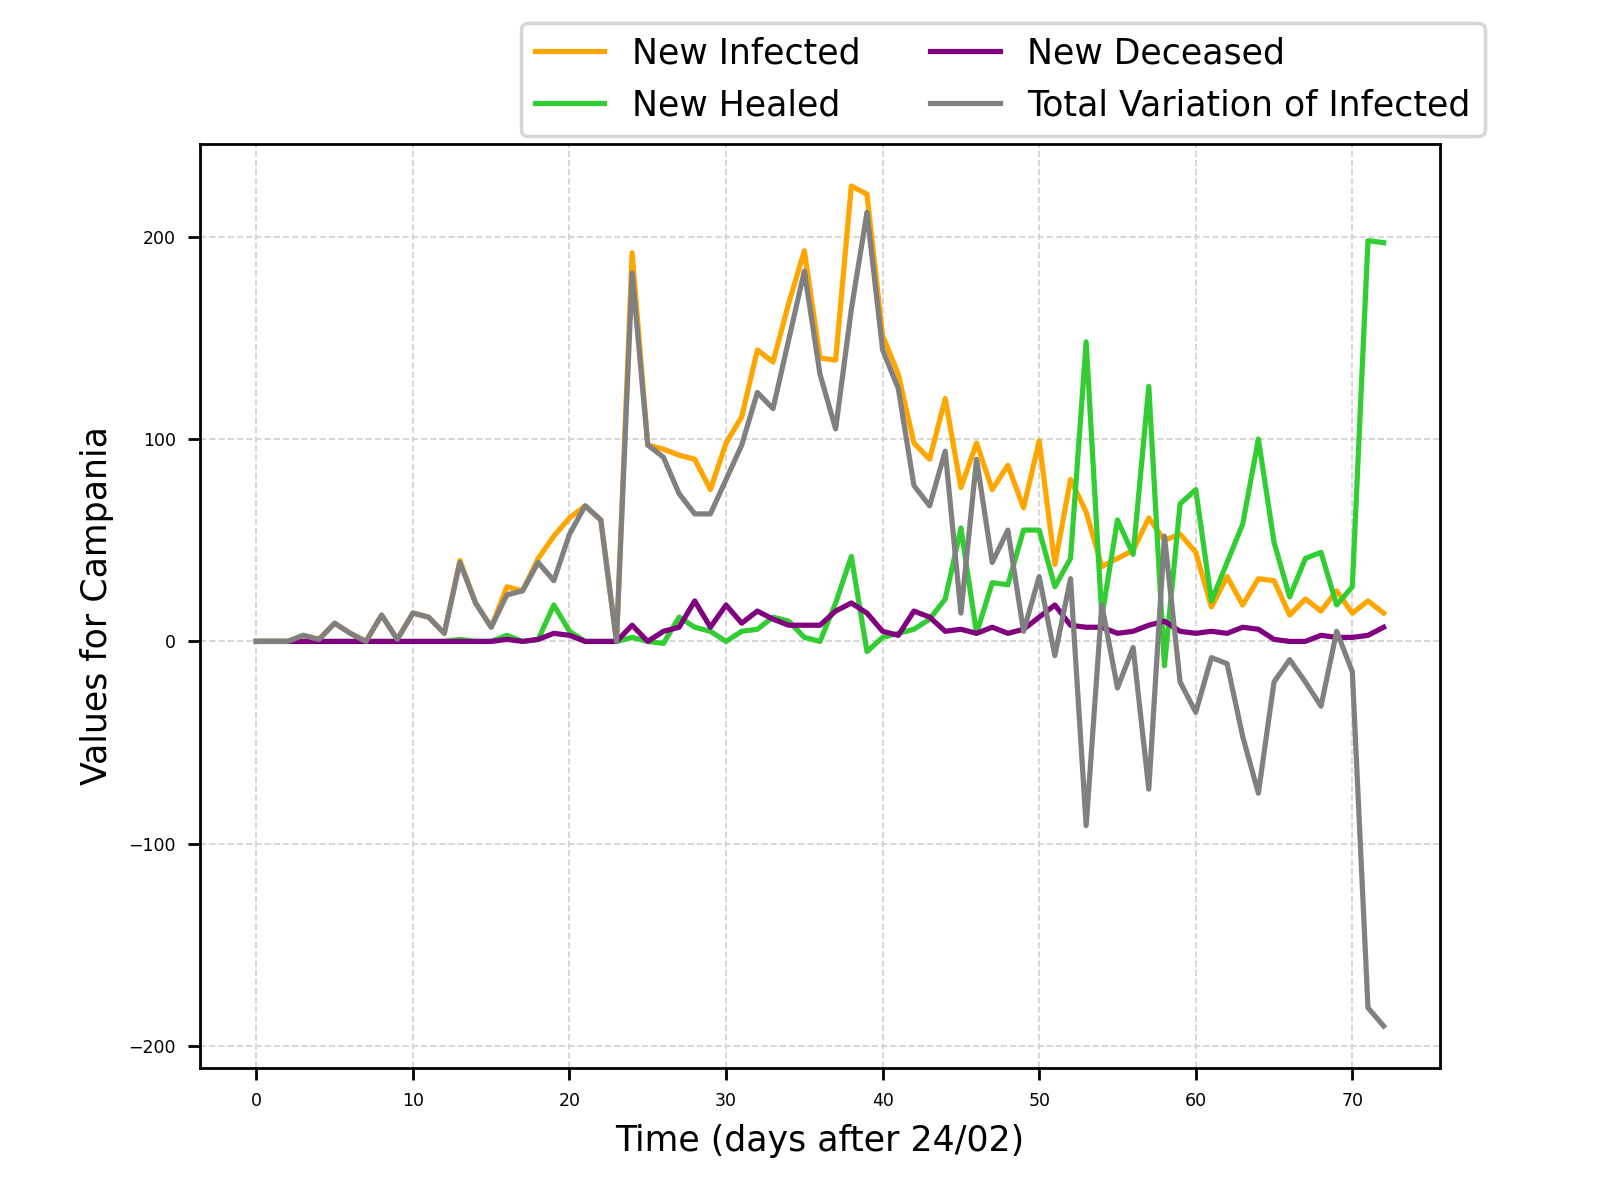 New Infected
New Healed
New Deceased
Total Variation of Infected
Values for Campania
200
100
0
−100
−200
0 10 20 30 40 50 60 70
Time (days after 24/02)